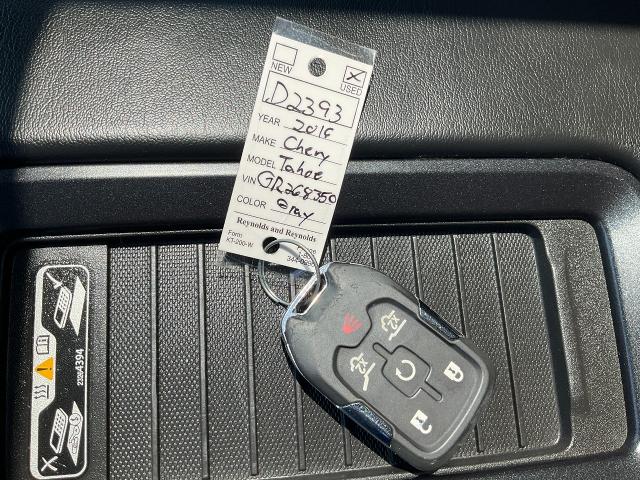 NEW
USED
D2393
YEAR 2016
MAKE Chevy
MODEL Tahoe
VIN GR268350
COLOR Gray
Reynolds and Reynolds
Form
KT-200-W
23284394